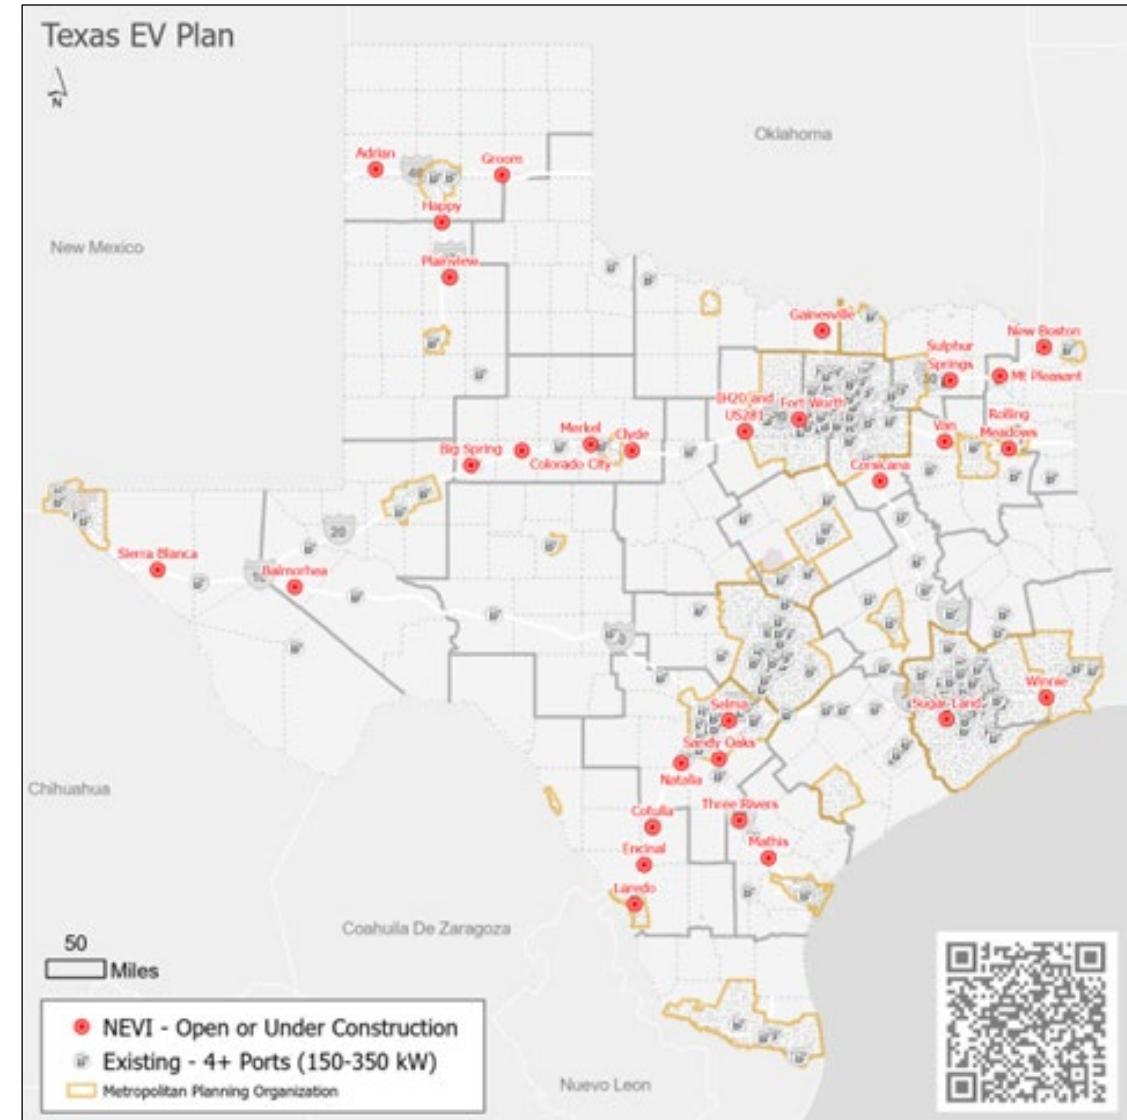 Texas EV Plan
N
Oklahoma
Adrian
40
Groom
Happy
New Mexico
Plainview
Gainesville
New Boston
Sulphur
Springs
30
Mt Pleasant
IH20 and
US281
Fort Worth
Rolling
Meadows
Van
Merkel
Clyde
Big Spring
Colorado City
Corsicana
20
Sierra Blanca
Balmorhea
Winnie
Selma
Sugar Land
Sandy Oaks
Natalia
Chihuahua
Three Rivers
Cotulla
Mathis
Encinal
Laredo
Coahuila De Zaragoza
50
Miles
NEVI - Open or Under Construction
Existing - 4+ Ports (150-350 kW)
Metropolitan Planning Organization
Nuevo Leon